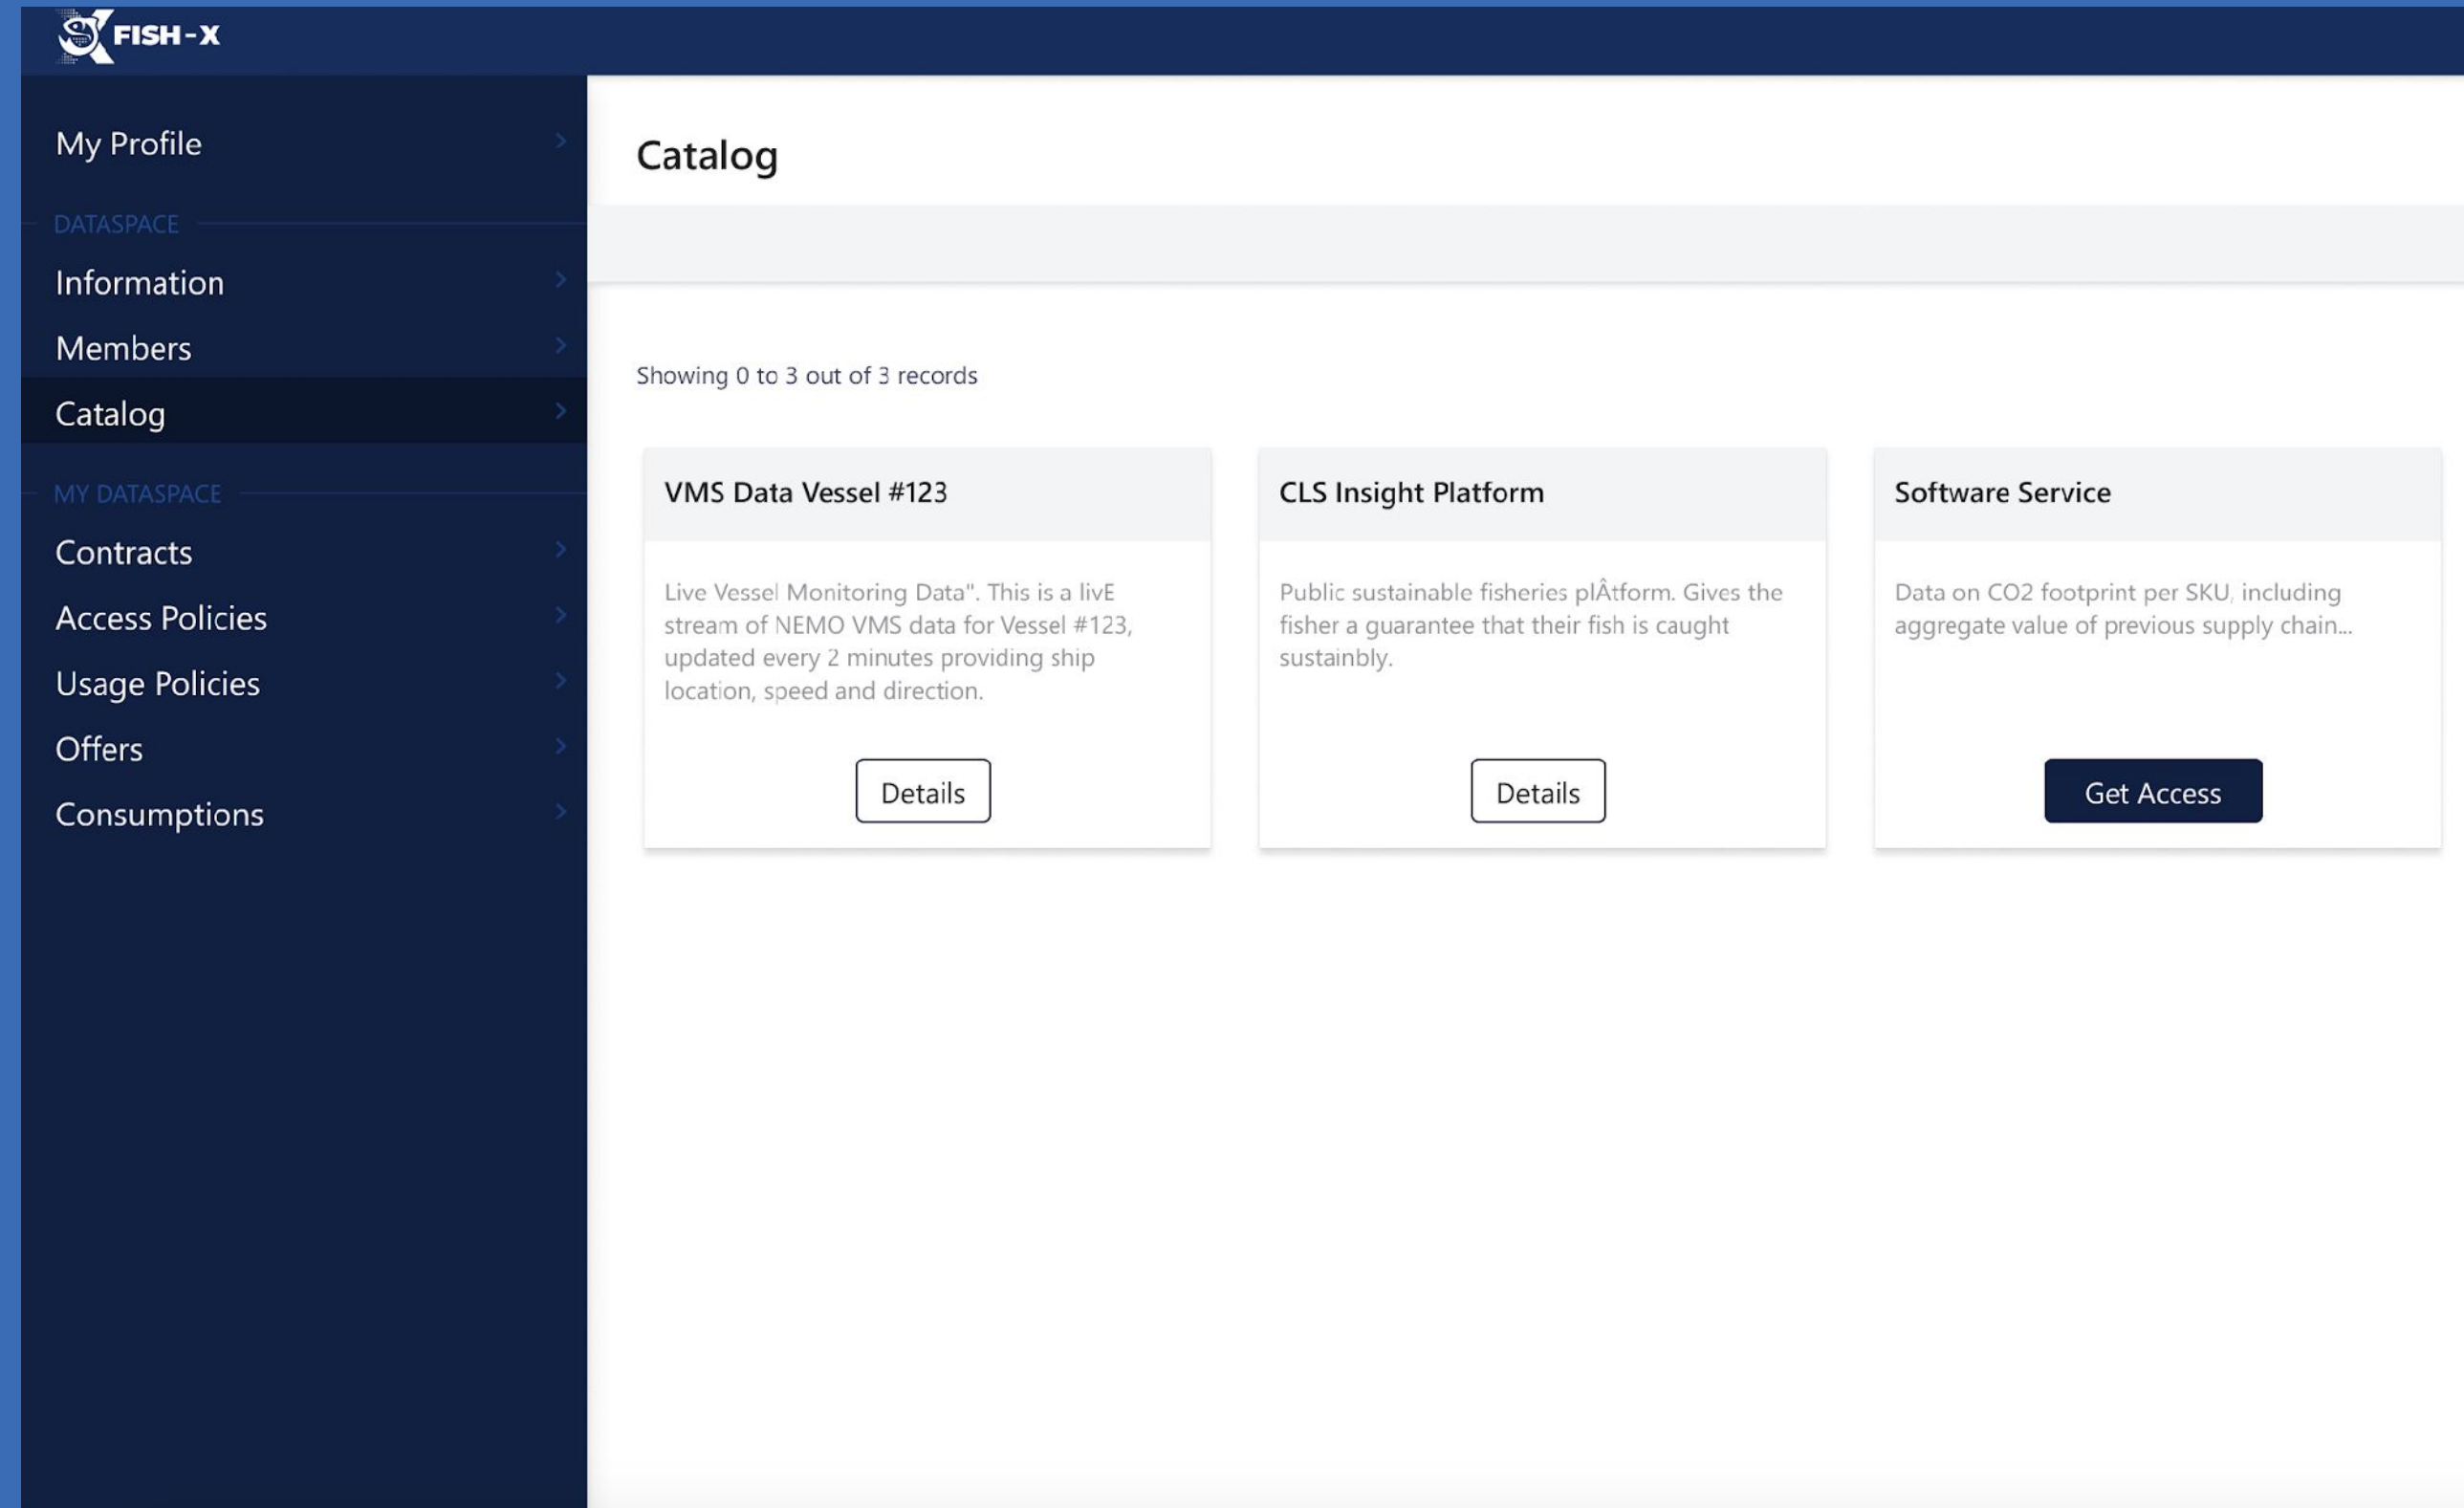 FISH-X
My Profile
DATASPACE
Information
Members
Catalog
MY DATASPACE
Contracts
Access Policies
Usage Policies
Offers
Consumptions
Catalog
Showing 0 to 3 out of 3 records
VMS Data Vessel #123
Live Vessel Monitoring Data". This is a livE
stream of NEMO VMS data for Vessel #123,
updated every 2 minutes providing ship
location, speed and direction.
Details
CLS Insight Platform
Public sustainable fisheries plÂtform. Gives the
fisher a guarantee that their fish is caught
sustainbly.
Details
Software Service
Data on CO2 footprint per SKU, including
aggregate value of previous supply chain...
Get Access